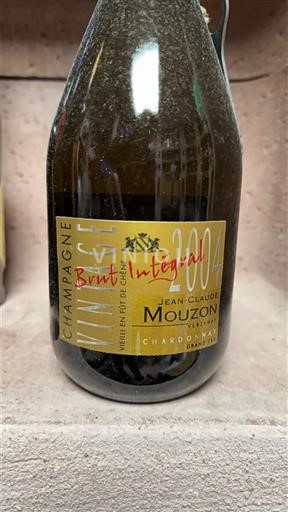 CHAMPAGNE
VINTAGE
VIEILLI EN FÛT DE CHÊNE
2004
Brut Intégral
JEAN-CLAUDE
MOUZON
VERZENAY
CHARDONNAY
GRAND CRU